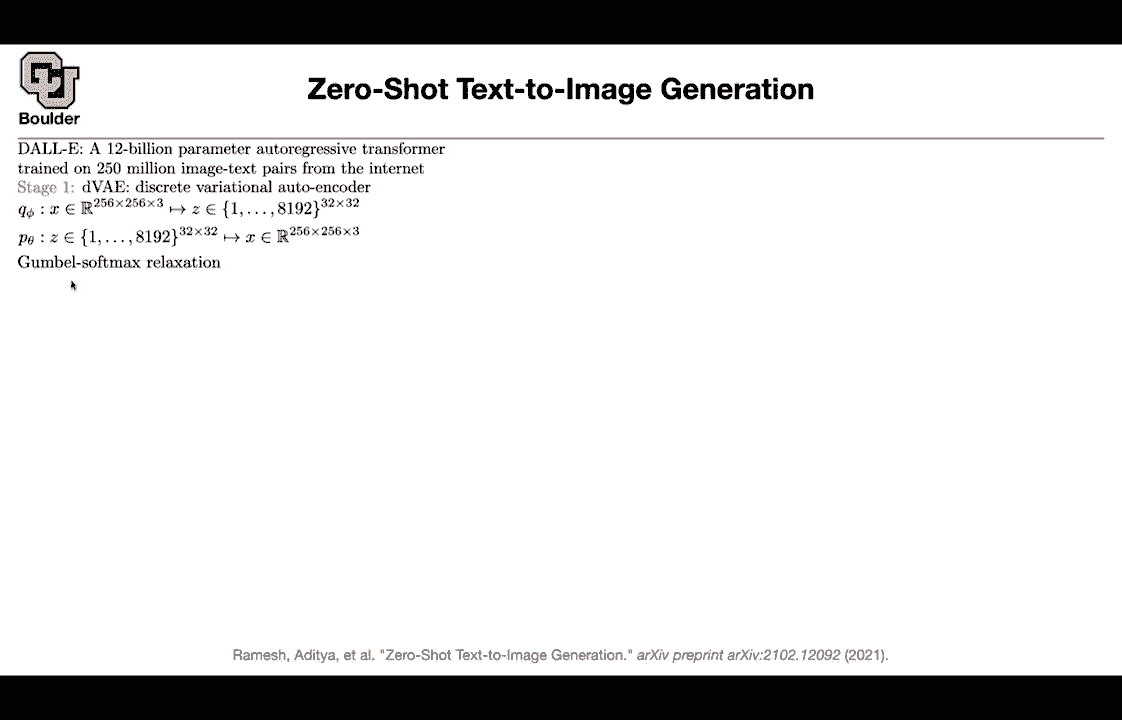 CU
Boulder
Zero-Shot Text-to-Image Generation
DALL-E: A 12-billion parameter autoregressive transformer
trained on 250 million image-text pairs from the internet
Stage 1: dVAE: discrete variational auto-encoder
$q_\phi : x \in \mathbb{R}^{256\times256\times3} \mapsto z \in \{1, \ldots, 8192\}^{32\times32}$
$p_\theta : z \in \{1, \ldots, 8192\}^{32\times32} \mapsto x \in \mathbb{R}^{256\times256\times3}$
Gumbel-softmax relaxation
Ramesh, Aditya, et al. "Zero-Shot Text-to-Image Generation." arXiv preprint arXiv:2102.12092 (2021).